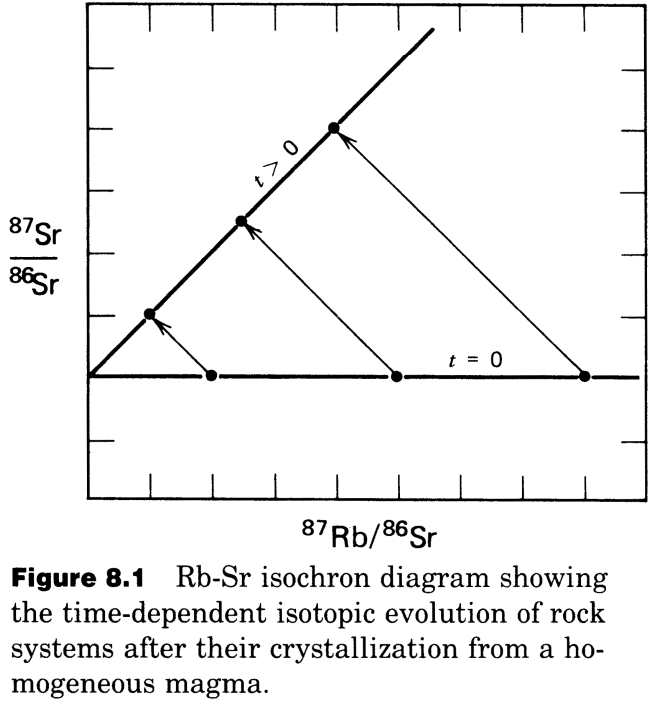 t > 0
⁸⁷Sr
⁸⁶Sr
t = 0
⁸⁷Rb/⁸⁶Sr
Figure 8.1 Rb-Sr isochron diagram showing
the time-dependent isotopic evolution of rock
systems after their crystallization from a ho-
mogeneous magma.